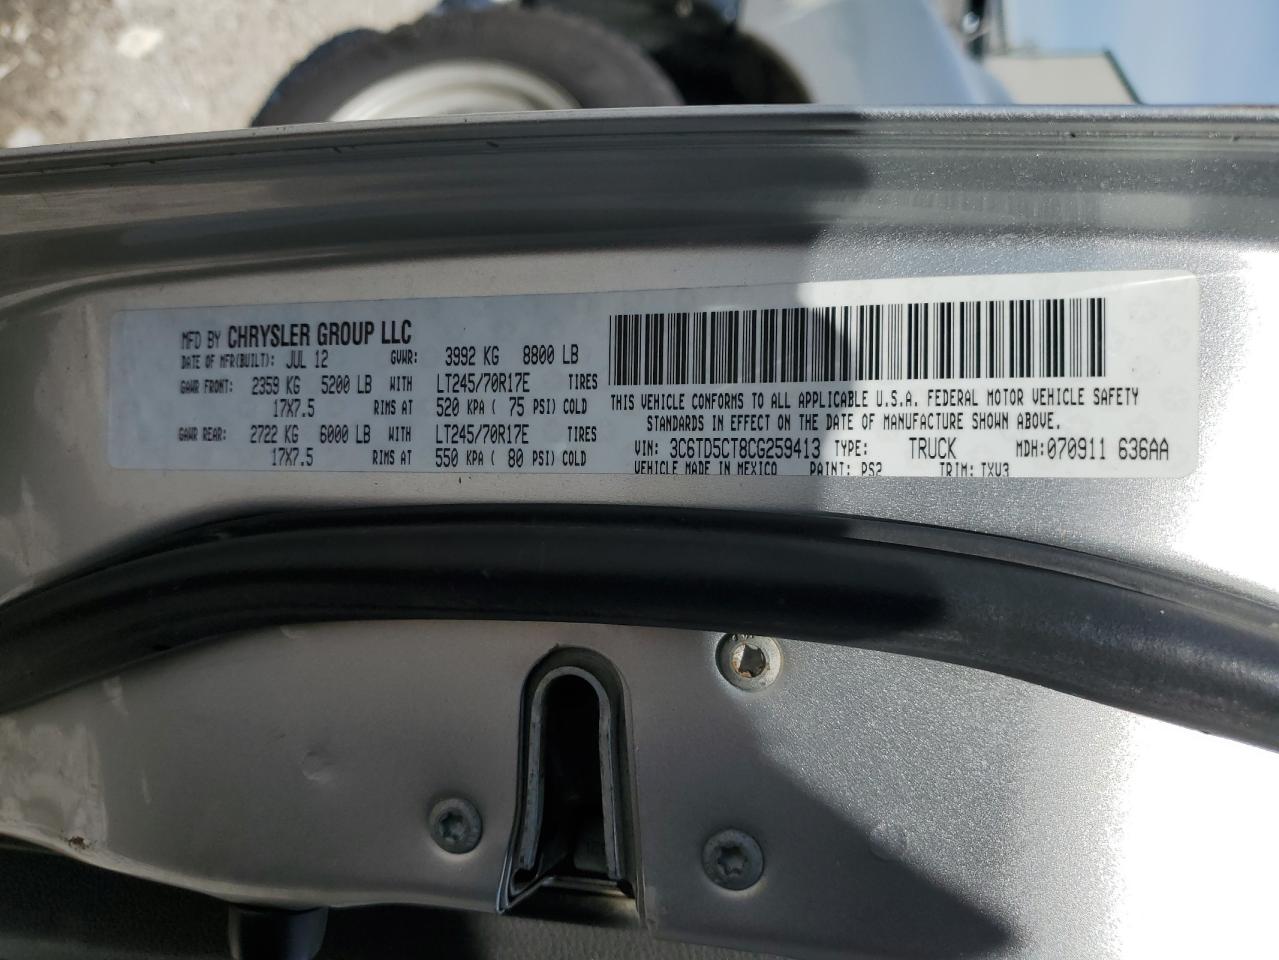 MFD BY CHRYSLER GROUP LLC
DATE OF MFR(BUILT): JUL 12 GVWR: 3992 KG 8800 LB
GAWR FRONT: 2359 KG 5200 LB WITH LT245/70R17E TIRES
17X7.5 RIMS AT 520 KPA ( 75 PSI) COLD
GAWR REAR: 2722 KG 6000 LB WITH LT245/70R17E TIRES
17X7.5 RIMS AT 550 KPA ( 80 PSI) COLD
THIS VEHICLE CONFORMS TO ALL APPLICABLE U.S.A. FEDERAL MOTOR VEHICLE SAFETY
STANDARDS IN EFFECT ON THE DATE OF MANUFACTURE SHOWN ABOVE.
VIN: 3C6TD5CT8CG259413 TYPE: TRUCK MDH:070911 636AA
VEHICLE MADE IN MEXICO PAINT: PS2 TRIM: TXV3